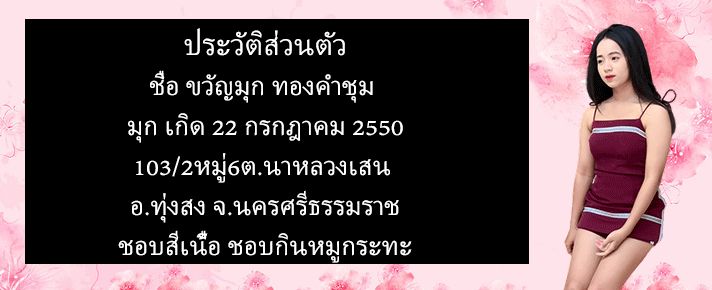 ประวัติส่วนตัว
ชื่อ ขวัญมุก ทองคำชุม
มุก เกิด 22 กรกฎาคม 2550
103/2หมู่6ต.นาหลวงเสน
อ.ทุ่งสง จ.นครศรีธรรมราช
ชอบสีเนื้อ ชอบกินหมูกระทะ